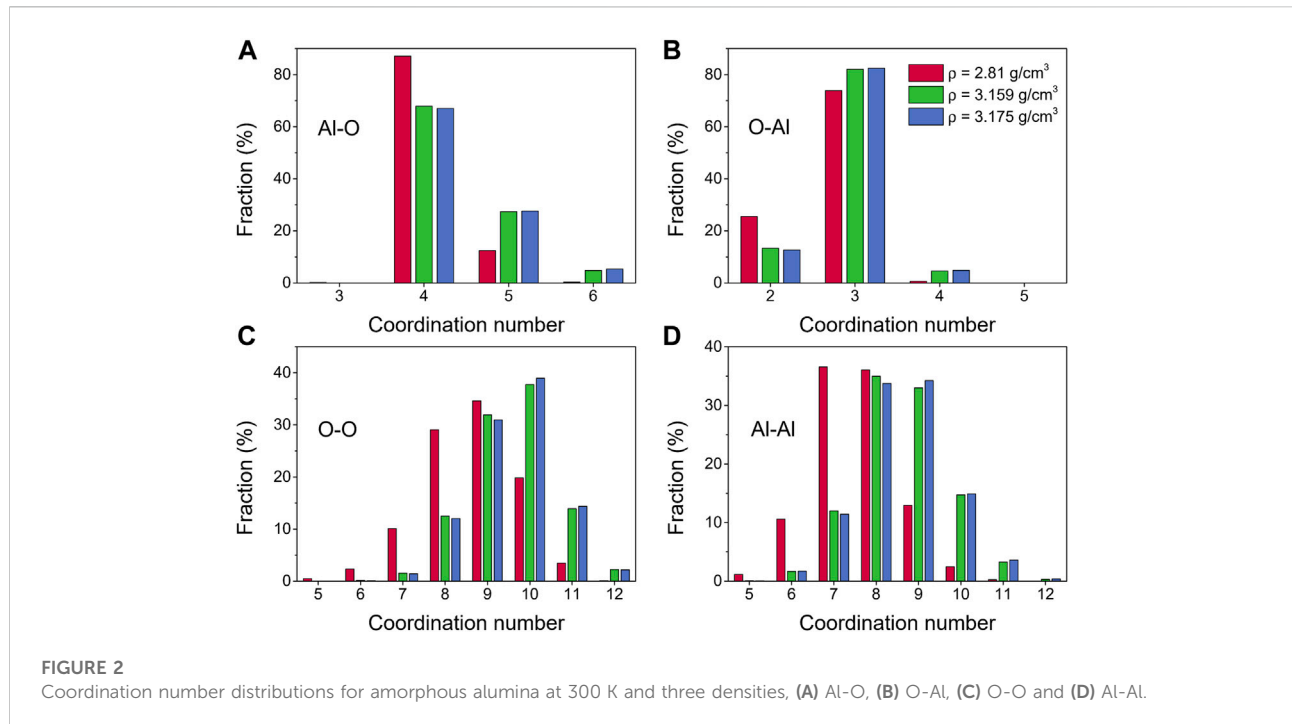 A
Al-O
Fraction (%)
80
60
40
20
0
3 4 5 6
Coordination number
B
O-Al
ρ = 2.81 g/cm³
ρ = 3.159 g/cm³
ρ = 3.175 g/cm³
Fraction (%)
80
60
40
20
0
2 3 4 5
Coordination number
C
O-O
Fraction (%)
40
30
20
10
0
5 6 7 8 9 10 11 12
Coordination number
D
Al-Al
Fraction (%)
40
30
20
10
0
5 6 7 8 9 10 11 12
Coordination number
FIGURE 2
Coordination number distributions for amorphous alumina at 300 K and three densities, (A) Al-O, (B) O-Al, (C) O-O and (D) Al-Al.